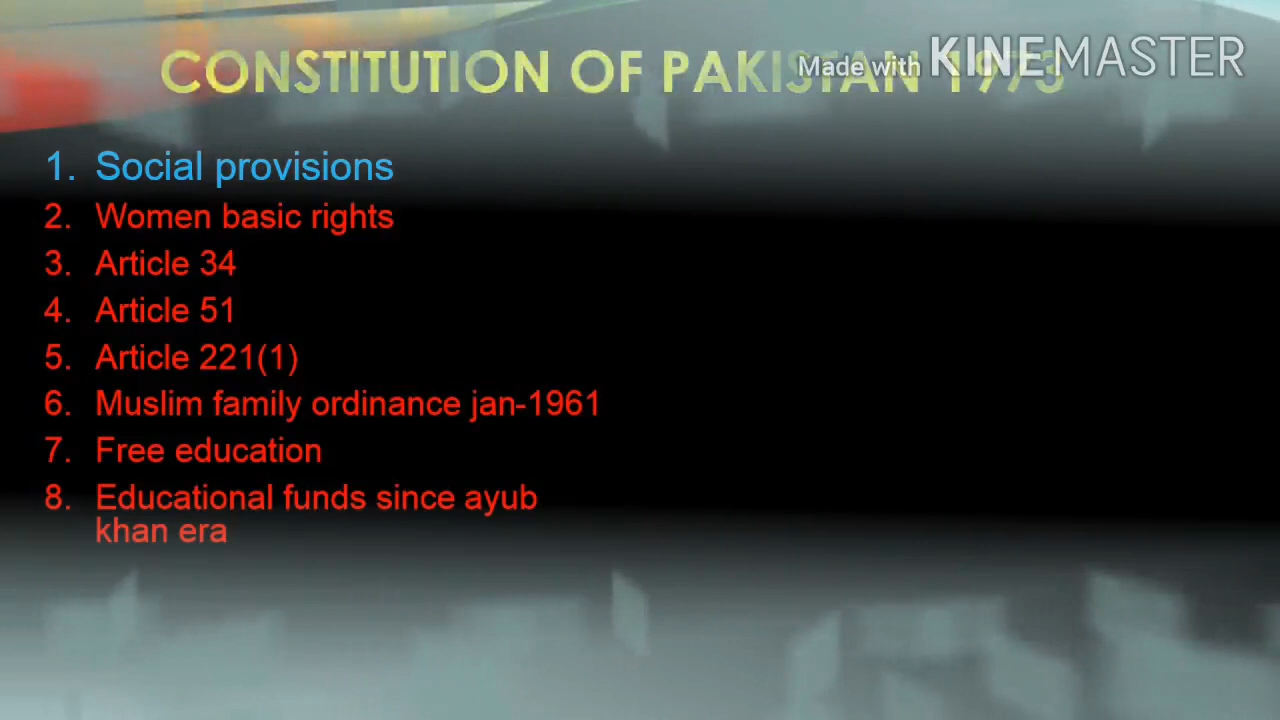 CONSTITUTION OF PAKISTAN 1973
Made with KINEMASTER
1. Social provisions
2. Women basic rights
3. Article 34
4. Article 51
5. Article 221(1)
6. Muslim family ordinance jan-1961
7. Free education
8. Educational funds since ayub
khan era